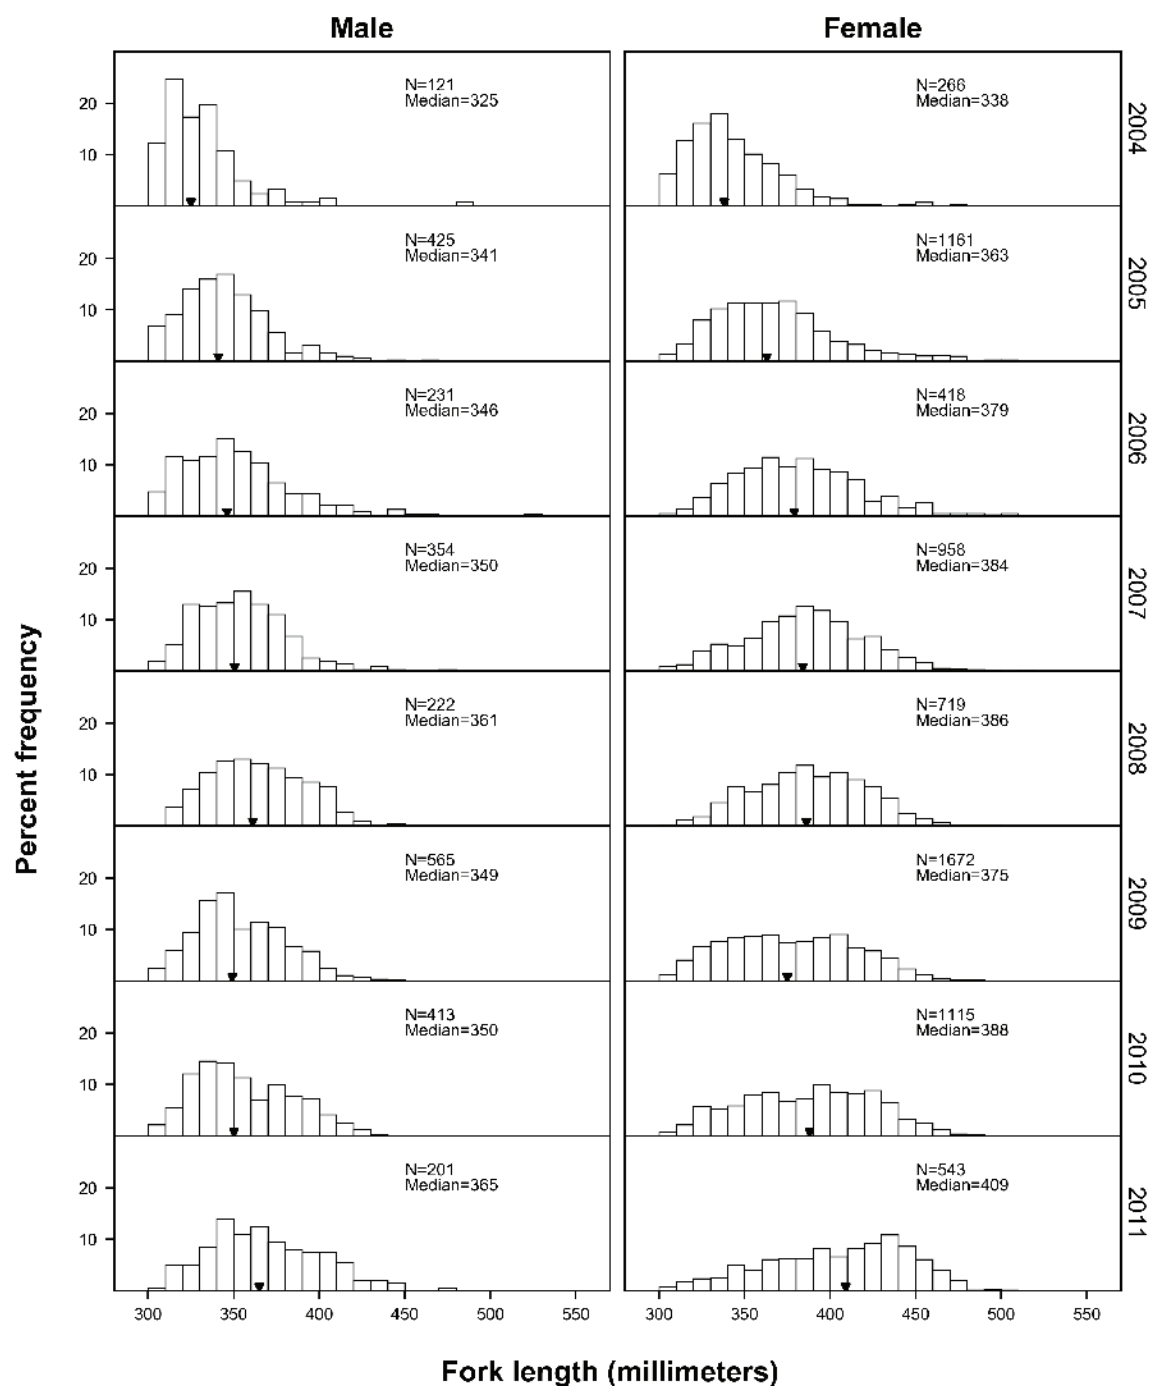 Male Female
N=121
Median=325
N=266
Median=338
2004
20
10
N=425
Median=341
N=1161
Median=363
2005
20
10
N=231
Median=346
N=418
Median=379
2006
20
10
N=354
Median=350
N=958
Median=384
2007
20
10
N=222
Median=361
N=719
Median=386
2008
20
10
N=565
Median=349
N=1672
Median=375
2009
20
10
N=413
Median=350
N=1115
Median=388
2010
20
10
N=201
Median=365
N=543
Median=409
2011
20
10
Percent frequency
300 350 400 450 500 550 300 350 400 450 500 550
Fork length (millimeters)